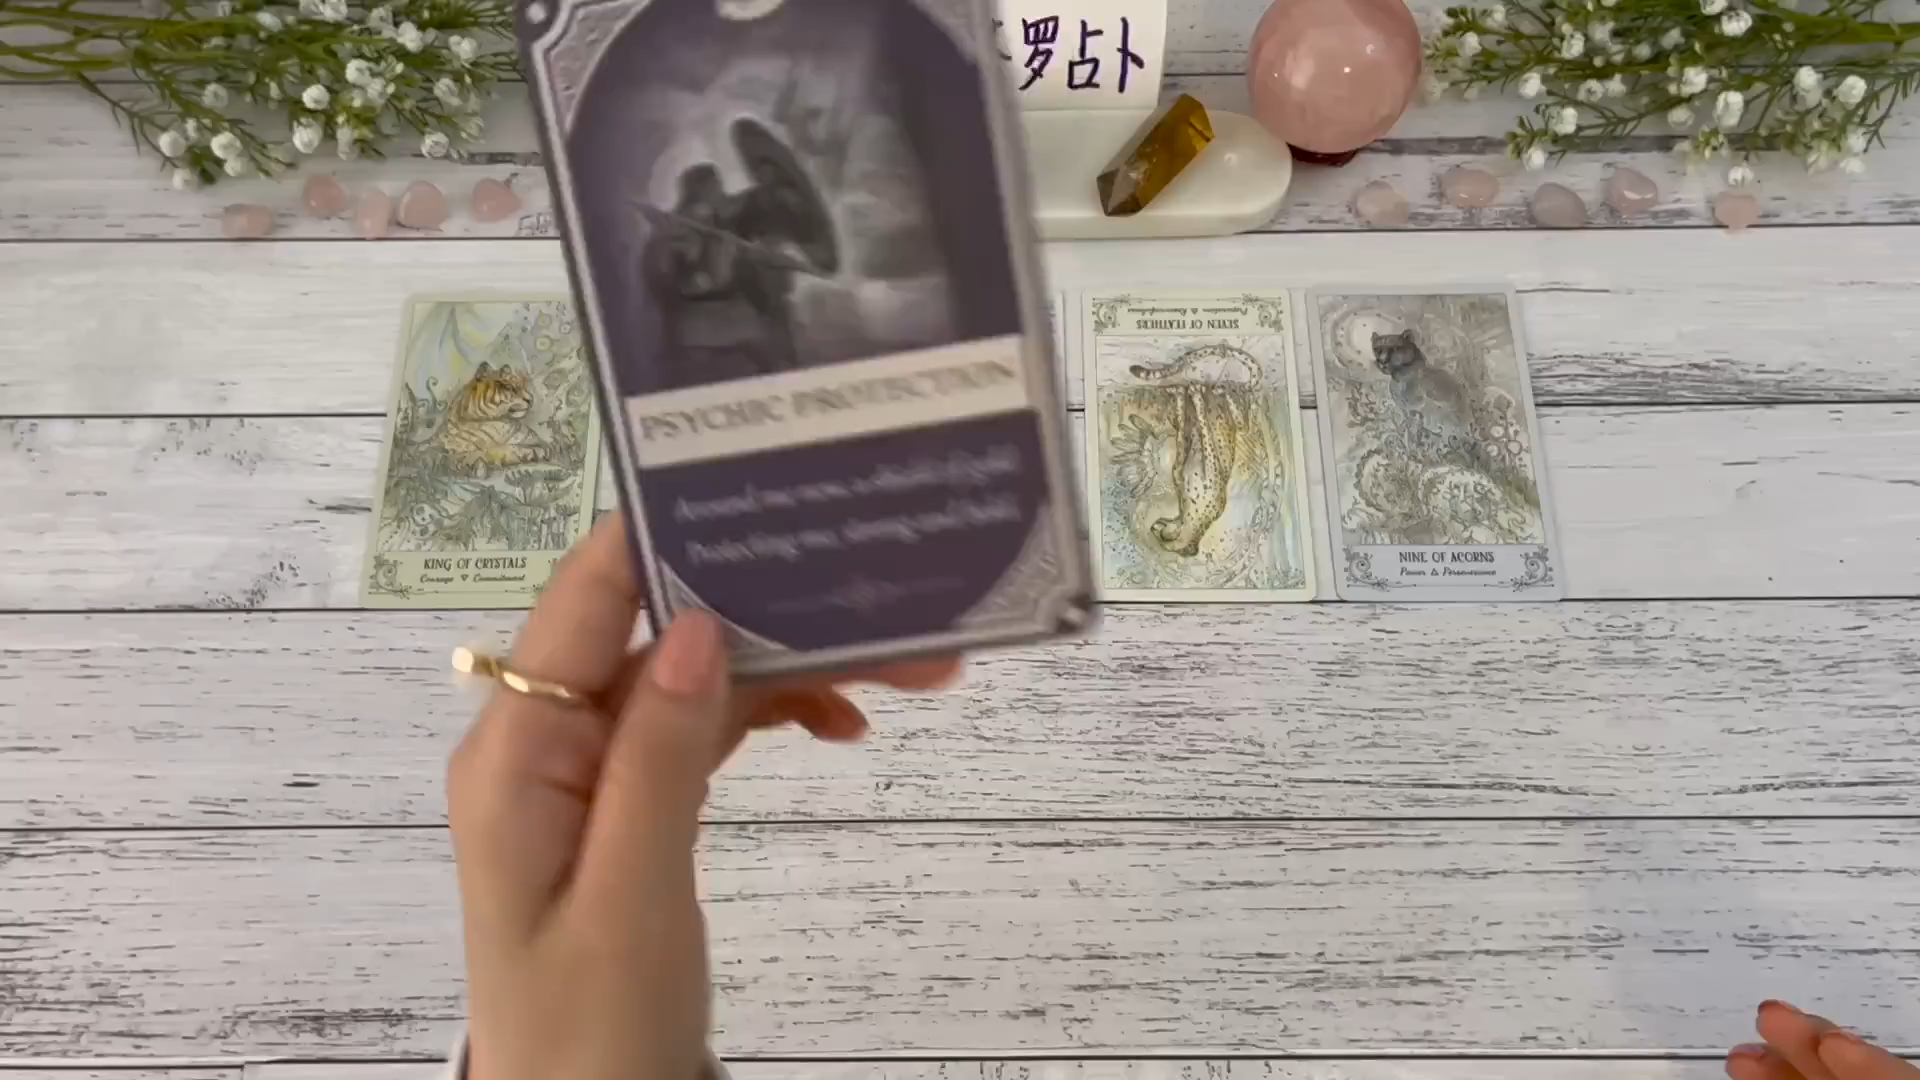 罗占卜
PSYCHIC PROTECTION
Around me now, a shield of gold
Protecting me, strong and bold.
SEVEN OF FEATHERS
KING OF CRYSTALS
Courage
Commitment
NINE OF ACORNS
Power
Perseverance